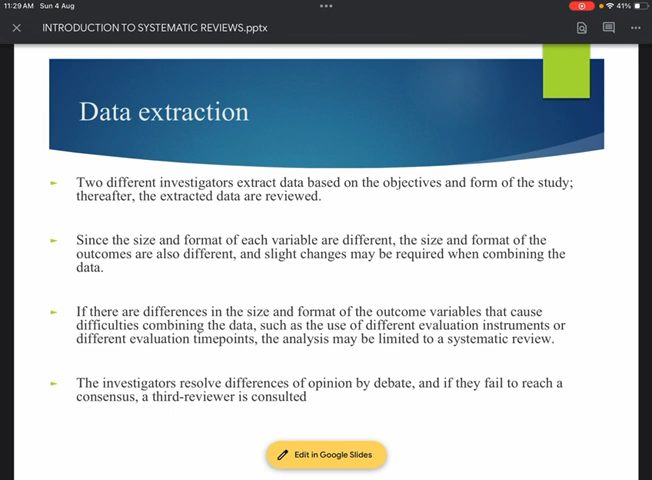 11:29 AM Sun 4 Aug
41%
INTRODUCTION TO SYSTEMATIC REVIEWS.pptx
Data extraction
Two different investigators extract data based on the objectives and form of the study;
thereafter, the extracted data are reviewed.
Since the size and format of each variable are different, the size and format of the
outcomes are also different, and slight changes may be required when combining the
data.
If there are differences in the size and format of the outcome variables that cause
difficulties combining the data, such as the use of different evaluation instruments or
different evaluation timepoints, the analysis may be limited to a systematic review.
The investigators resolve differences of opinion by debate, and if they fail to reach a
consensus, a third-reviewer is consulted
Edit in Google Slides